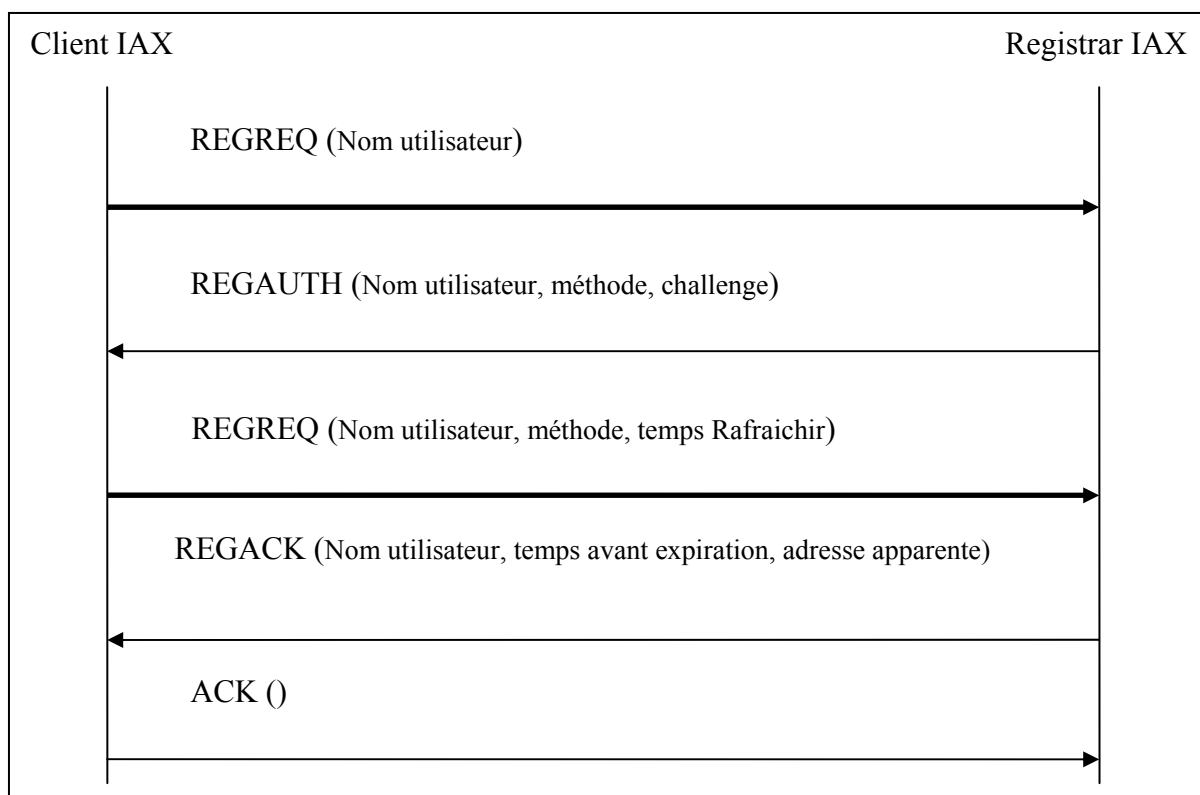 Client IAX
Registrar IAX
REGREQ (Nom utilisateur)
REGAUTH (Nom utilisateur, méthode, challenge)
REGREQ (Nom utilisateur, méthode, temps Rafraichir)
REGACK (Nom utilisateur, temps avant expiration, adresse apparente)
ACK ()